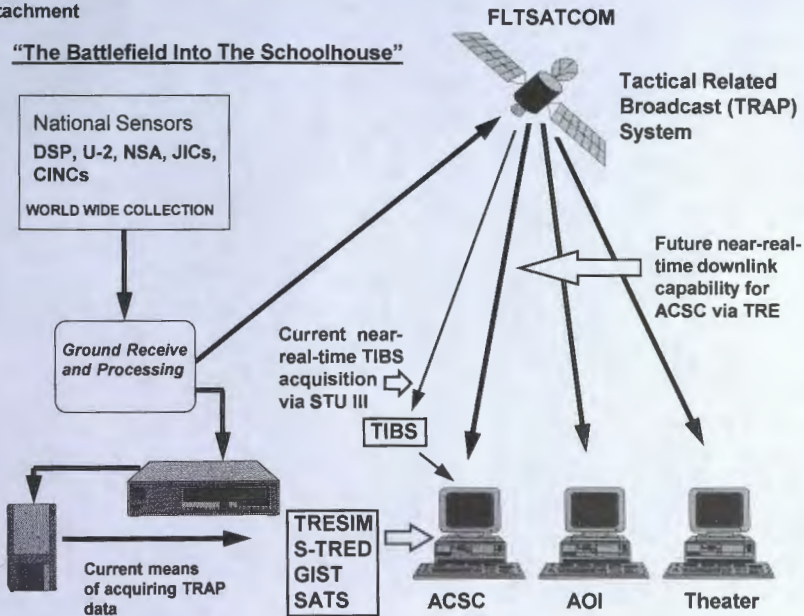 tachment
"The Battlefield Into The Schoolhouse"
FLTSATCOM
Tactical Related
Broadcast (TRAP)
System
National Sensors
DSP, U-2, NSA, JICs,
CINCs
WORLD WIDE COLLECTION
Ground Receive
and Processing
Future near-real-
time downlink
capability for
ACSC via TRE
Current near-
real-time TIBS
acquisition
via STU III
TIBS
Current means
of acquiring TRAP
data
TRESIM
S-TRED
GIST
SATS
ACSC
AOI
Theater